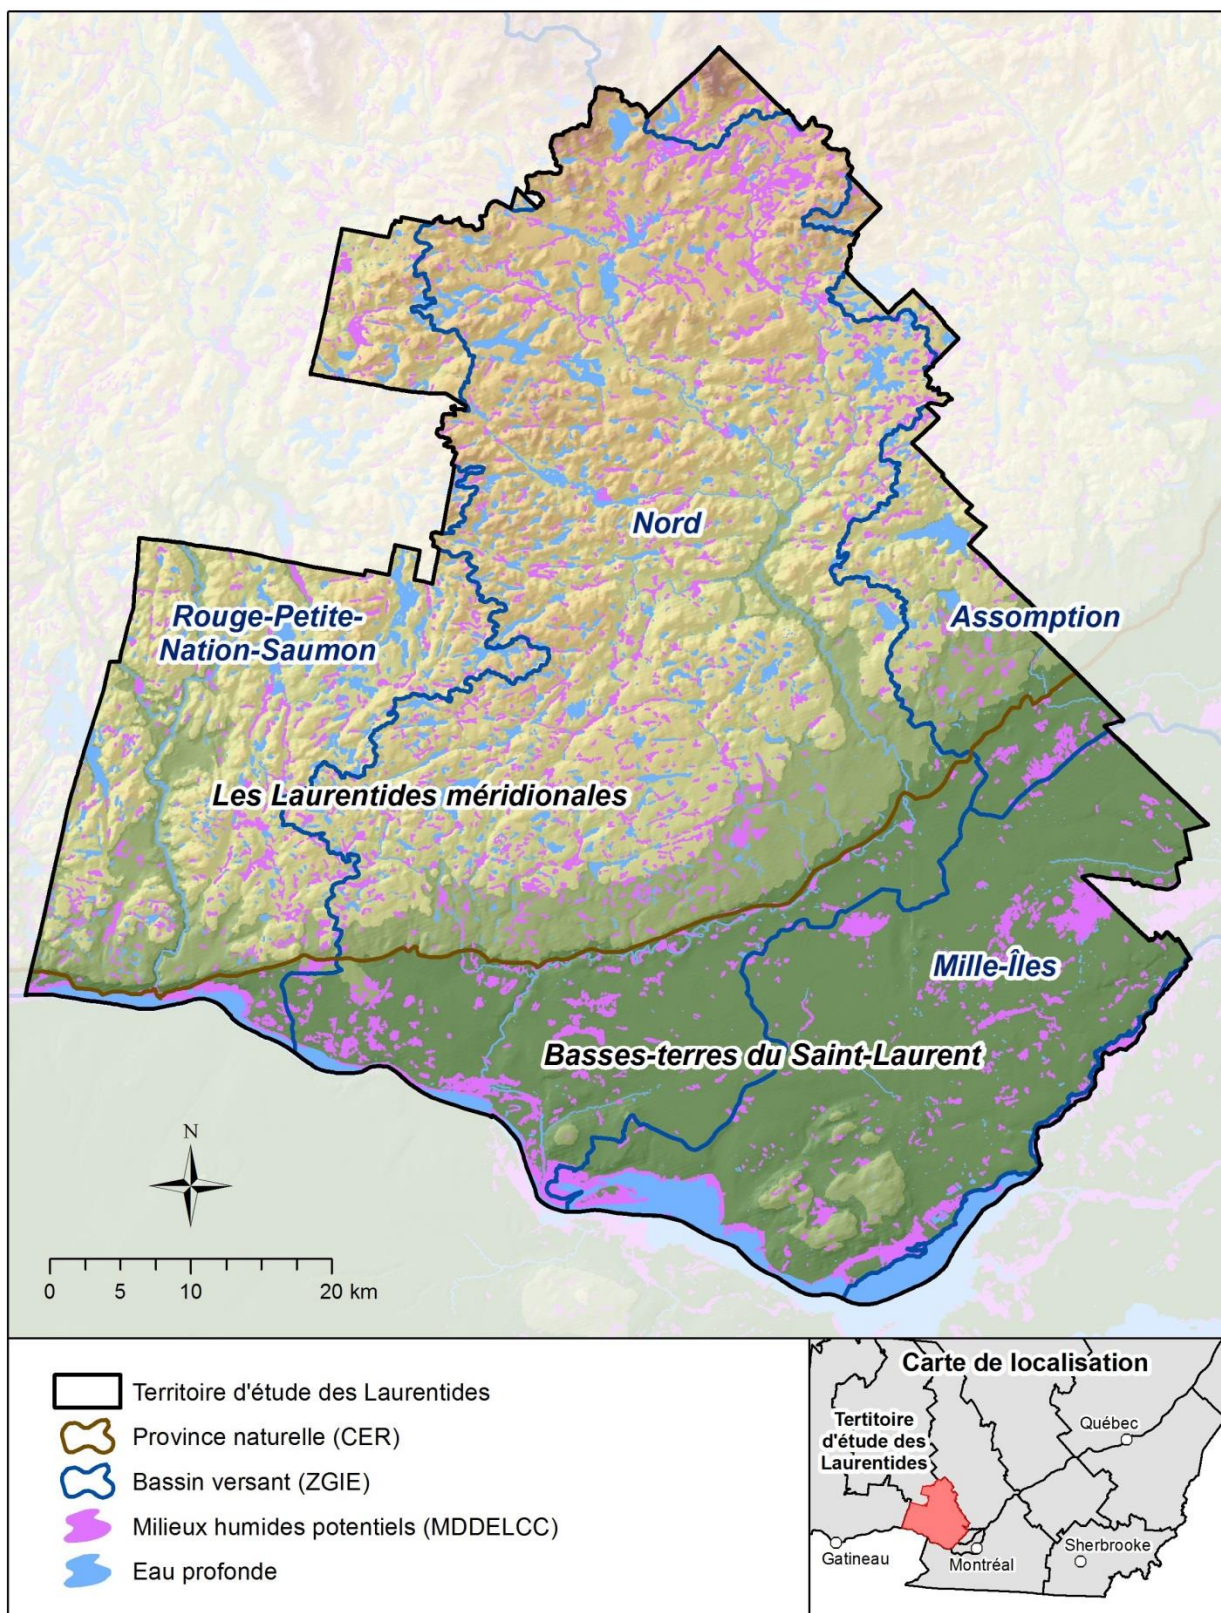 Nord
Rouge-Petite-
Nation-Saumon
Assomption
Les Laurentides méridionales
Mille-Îles
Basses-terres du Saint-Laurent
N
0 5 10 20 km
Territoire d'étude des Laurentides
Province naturelle (CER)
Bassin versant (ZGIE)
Milieux humides potentiels (MDDELCC)
Eau profonde
Carte de localisation
Tertitoire
d'étude des
Laurentides
Québec
Gatineau
Montréal
Sherbrooke